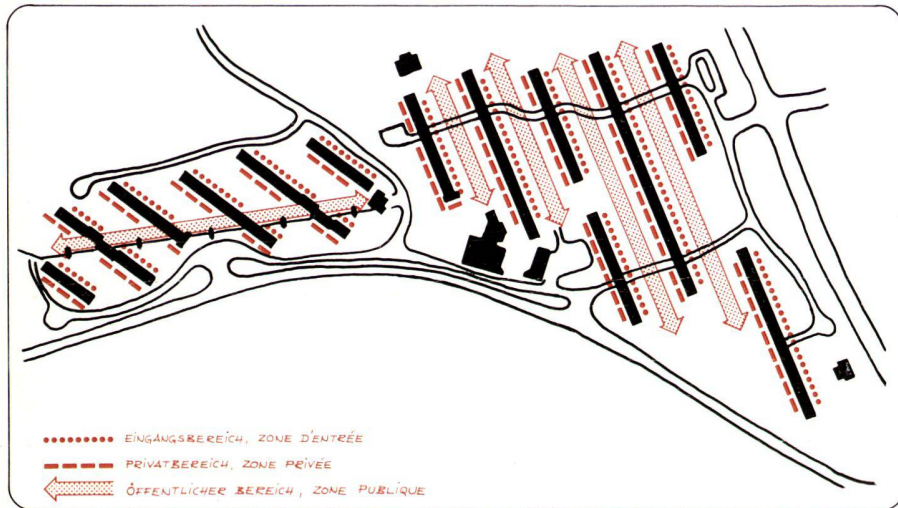 EINGANGSBEREICH, ZONE D'ENTRÉE
PRIVATBEREICH, ZONE PRIVÉE
ÖFFENTLICHER BEREICH, ZONE PUBLIQUE